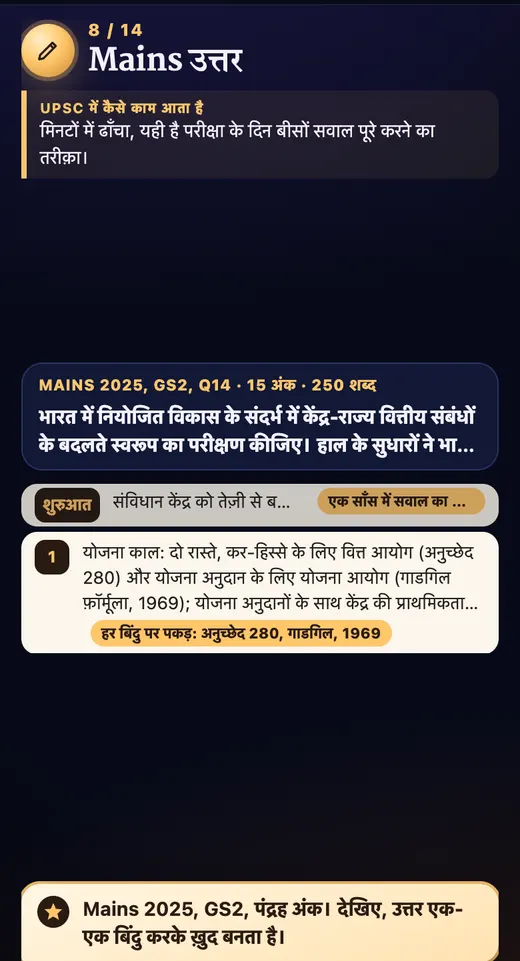 8 / 14
Mains उत्तर
UPSC में कैसे काम आता है
मिनटों में ढाँचा, यही है परीक्षा के दिन बीसों सवाल पूरे करने का
तरीक़ा।
MAINS 2025, GS2, Q14 · 15 अंक · 250 शब्द
भारत में नियोजित विकास के संदर्भ में केंद्र-राज्य वित्तीय संबंधों
के बदलते स्वरूप का परीक्षण कीजिए। हाल के सुधारों ने भा...
शुरुआत संविधान केंद्र को तेज़ी से ब... एक साँस में सवाल का ...
1 योजना काल: दो रास्ते, कर-हिस्से के लिए वित्त आयोग (अनुच्छेद
280) और योजना अनुदान के लिए योजना आयोग (गाडगिल
फ़ॉर्मूला, 1969); योजना अनुदानों के साथ केंद्र की प्राथमिकता...
हर बिंदु पर पकड़: अनुच्छेद 280, गाडगिल, 1969
Mains 2025, GS2, पंद्रह अंक। देखिए, उत्तर एक-
एक बिंदु करके ख़ुद बनता है।